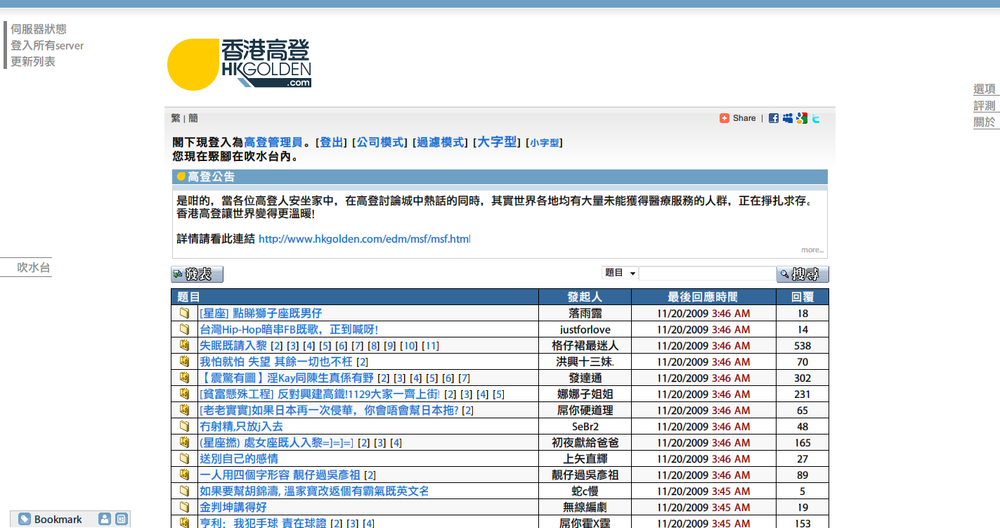 伺服器狀態
登入所有server
更新列表
香港高登
HKGOLDEN
.com
選項
評測
關於
繁 | 簡
Share |
閣下現登入為高登管理員。[登出] [公司模式] [過濾模式] [大字型] [小字型]
您現在聚腳在吹水台內。
高登公告
是咁的，當各位高登人安坐家中，在高登討論城中熱話的同時，其實世界各地均有大量未能獲得醫療服務的人群，正在掙扎求存。
香港高登讓世界變得更溫暖!
詳情請看此連結 http://www.hkgolden.com/edm/msf/msf.html
more...
吹水台
發表 題目 搜尋
題目 發起人 最後回應時間 回覆
[星座] 點睇獅子座既男仔 落雨露 11/20/2009 3:46 AM 18
台灣Hip-Hop暗串FB既歌，正到喊呀! justforlove 11/20/2009 3:46 AM 14
失眠既請入黎 [2] [3] [4] [5] [6] [7] [8] [9] [10] [11] 格仔裙最迷人 11/20/2009 3:46 AM 538
我怕就怕 失望 其餘一切也不枉 [2] 洪興十三妹. 11/20/2009 3:46 AM 70
【震驚有圖】淫Kay同陳生真係有野 [2] [3] [4] [5] [6] [7] 發達通 11/20/2009 3:46 AM 302
[貧富懸殊工程] 反對興建高鐵!1129大家一齊上街! [2] [3] [4] [5] 娜娜子姐姐 11/20/2009 3:46 AM 231
[老老實實]如果日本再一次侵華，你會唔會幫日本拖? [2] 屌你硬道理 11/20/2009 3:46 AM 65
冇射精,只放j入去 SeBr2 11/20/2009 3:46 AM 48
(星座撚) 處女座既人入黎=]=]=] [2] [3] [4] 初夜獻給爸爸 11/20/2009 3:46 AM 165
送別自己的感情 上矢直輝 11/20/2009 3:46 AM 27
一人用四個字形容 靚仔過吳彥祖 [2] 靚仔過吳彥祖 11/20/2009 3:46 AM 89
如果要幫胡錦濤, 溫家寶改返個有霸氣既英文名 蛇c慢 11/20/2009 3:45 AM 5
金判坤講得好 無線編劇 11/20/2009 3:45 AM 19
亨利：我犯手球 責在球證 [2] [3] [4] 屌你霍X霆 11/20/2009 3:45 AM 153
Bookmark